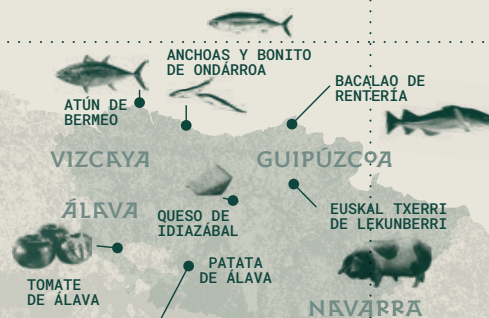 ANCHOAS Y BONITO
DE ONDÁRROA
BACALAO DE
RENTERÍA
ATÚN DE
BERMEO
VIZCAYA
GUIPÚZCOA
ÁLAVA
QUESO DE
IDIAZÁBAL
EUSKAL TXERRI
DE LEKUNBERRI
PATATA
DE ÁLAVA
TOMATE
DE ÁLAVA
NAVARRA